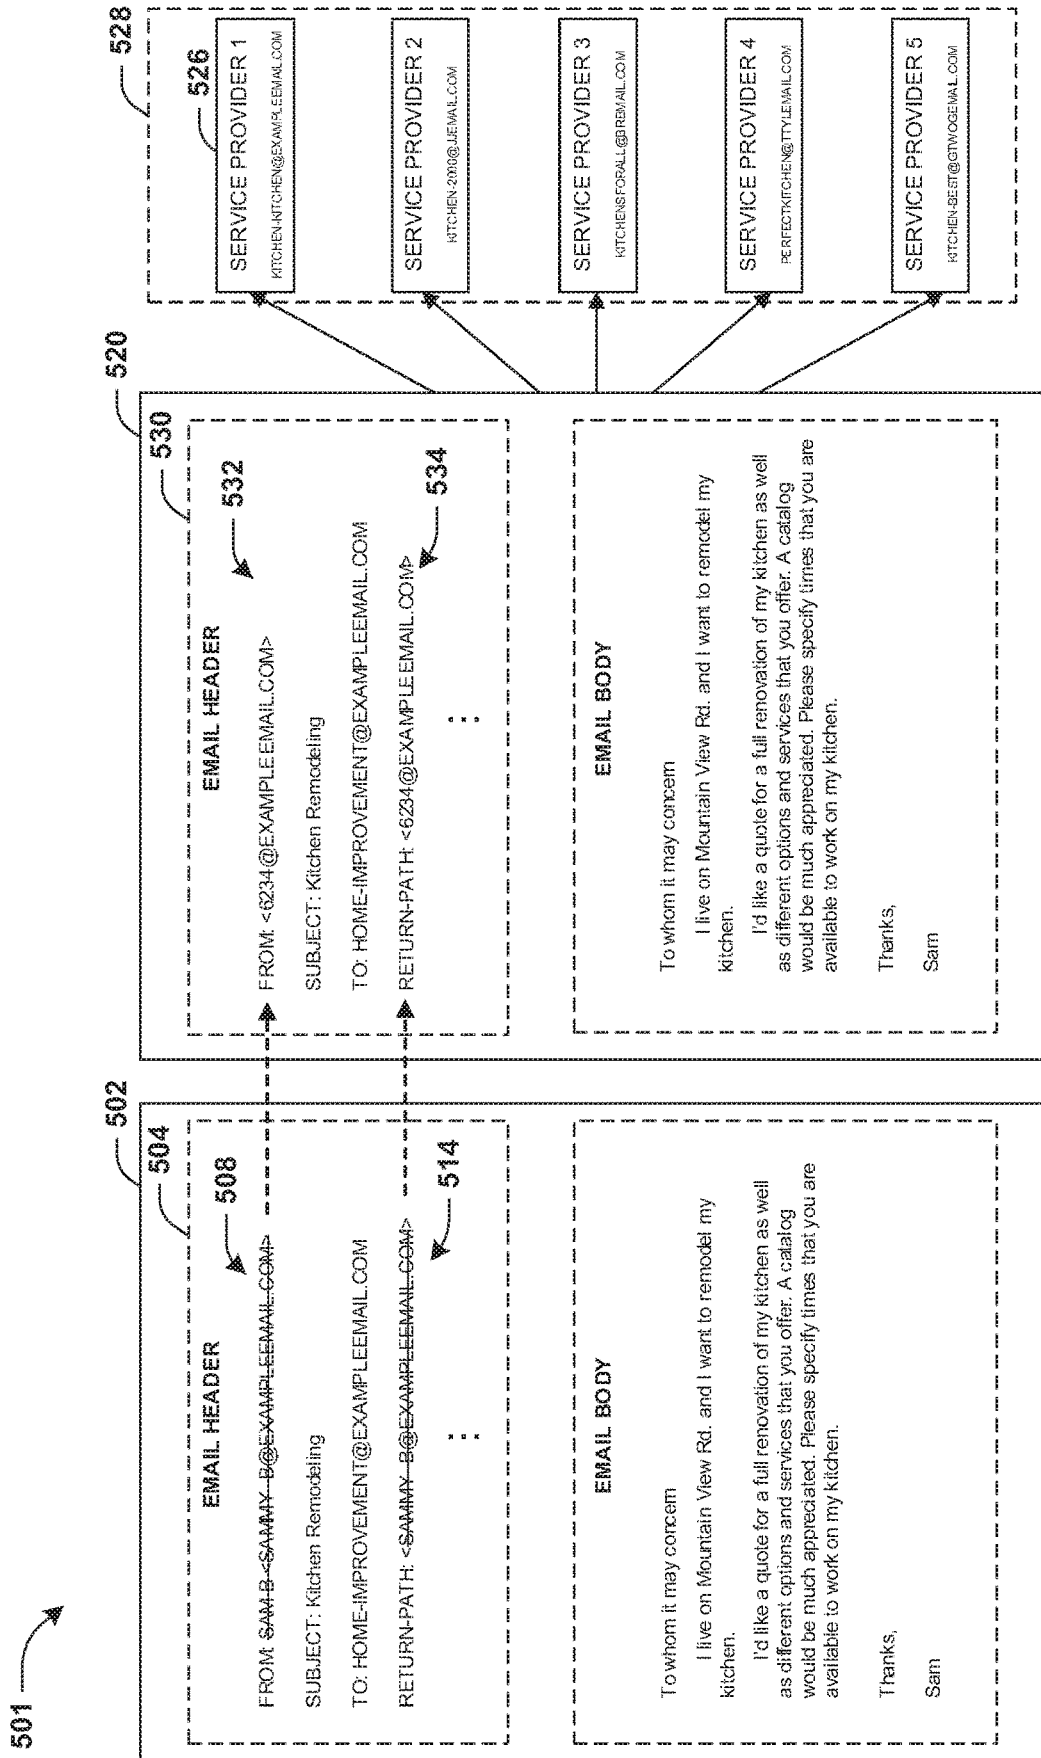 501
502
504
EMAIL HEADER
508
FROM: SAM B <SAMMY_B@EXAMPLEEMAIL.COM>
SUBJECT: Kitchen Remodeling
TO: HOME-IMPROVEMENT@EXAMPLEEMAIL.COM
RETURN-PATH: <SAMMY_B@EXAMPLEEMAIL.COM>
514
EMAIL BODY
To whom it may concern
I live on Mountain View Rd. and I want to remodel my
kitchen.
I'd like a quote for a full renovation of my kitchen as well
as different options and services that you offer. A catalog
would be much appreciated. Please specify times that you are
available to work on my kitchen.
Thanks,
Sam
520
530
EMAIL HEADER
532
FROM: <6234@EXAMPLEEMAIL.COM>
SUBJECT: Kitchen Remodeling
TO: HOME-IMPROVEMENT@EXAMPLEEMAIL.COM
RETURN-PATH: <6234@EXAMPLEEMAIL.COM>
534
EMAIL BODY
To whom it may concern
I live on Mountain View Rd. and I want to remodel my
kitchen.
I'd like a quote for a full renovation of my kitchen as well
as different options and services that you offer. A catalog
would be much appreciated. Please specify times that you are
available to work on my kitchen.
Thanks,
Sam
528
526
SERVICE PROVIDER 1
KITCHEN-KITCHEN@EXAMPLEEMAIL.COM
SERVICE PROVIDER 2
KITCHEN-2000@JJEMAIL.COM
SERVICE PROVIDER 3
KITCHENSFORALL@BREMAIL.COM
SERVICE PROVIDER 4
PERFECTKITCHEN@TTYLEMAIL.COM
SERVICE PROVIDER 5
KITCHEN-BEST@GTWOGEMAIL.COM